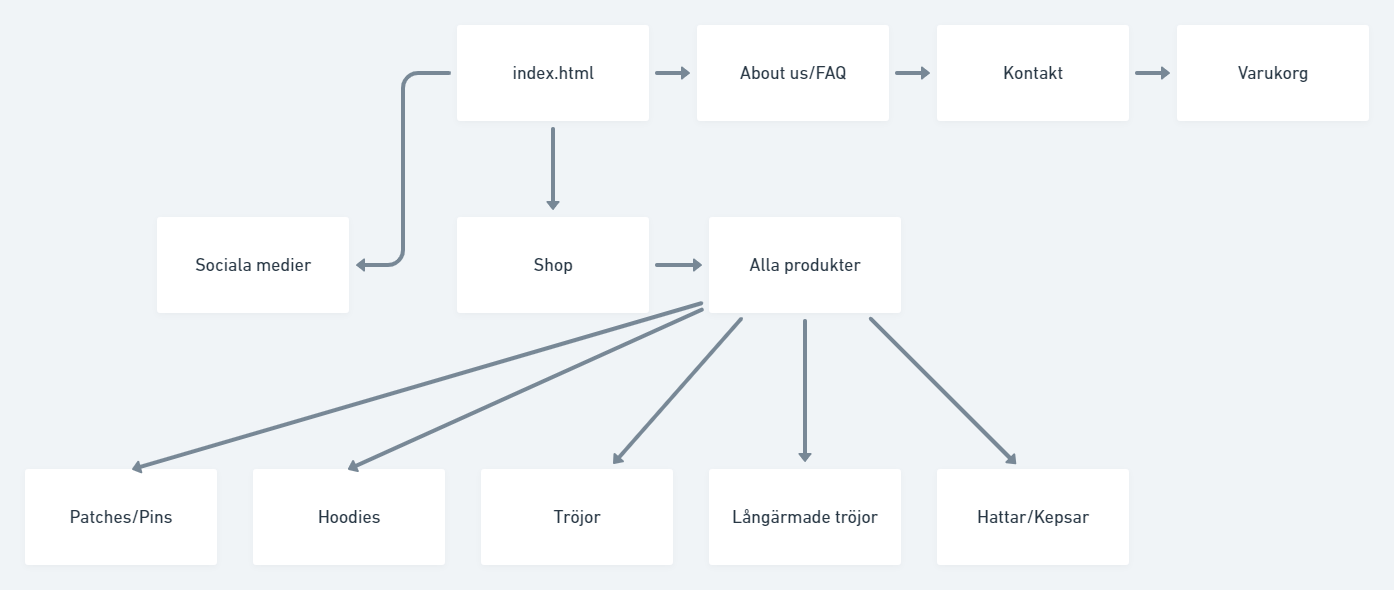 index.html
About us/FAQ
Kontakt
Varukorg
Sociala medier
Shop
Alla produkter
Patches/Pins
Hoodies
Tröjor
Långärmade tröjor
Hattar/Kepsar